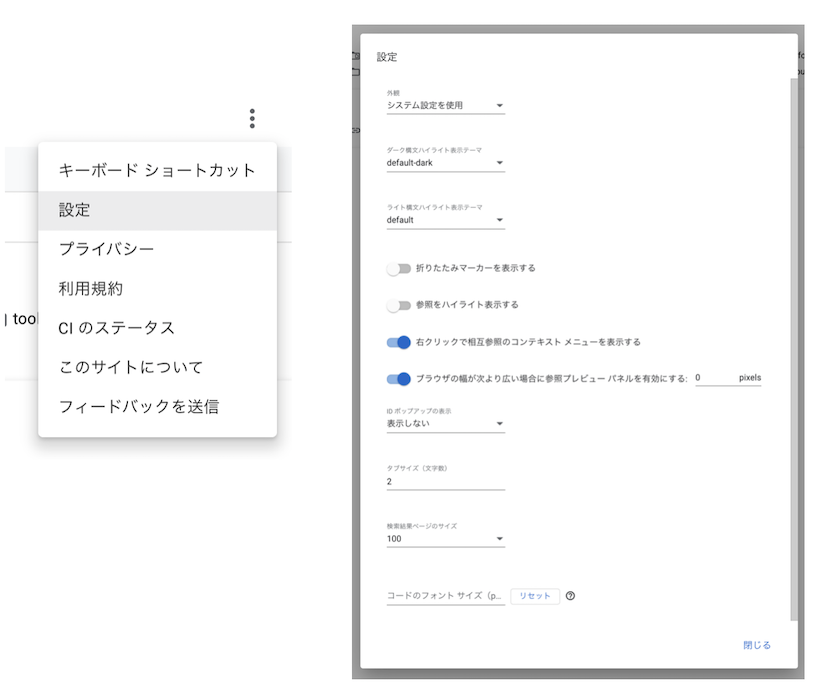 キーボード ショートカット
設定
プライバシー
利用規約
CI のステータス
このサイトについて
フィードバックを送信
設定
外観
システム設定を使用
ダーク構文ハイライト表示テーマ
default-dark
ライト構文ハイライト表示テーマ
default
折りたたみマーカーを表示する
参照をハイライト表示する
右クリックで相互参照のコンテキスト メニューを表示する
ブラウザの幅が次より広い場合に参照プレビュー パネルを有効にする: 0 pixels
ID ポップアップの表示
表示しない
タブサイズ（文字数）
2
検索結果ページのサイズ
100
コードのフォント サイズ（p... リセット
閉じる